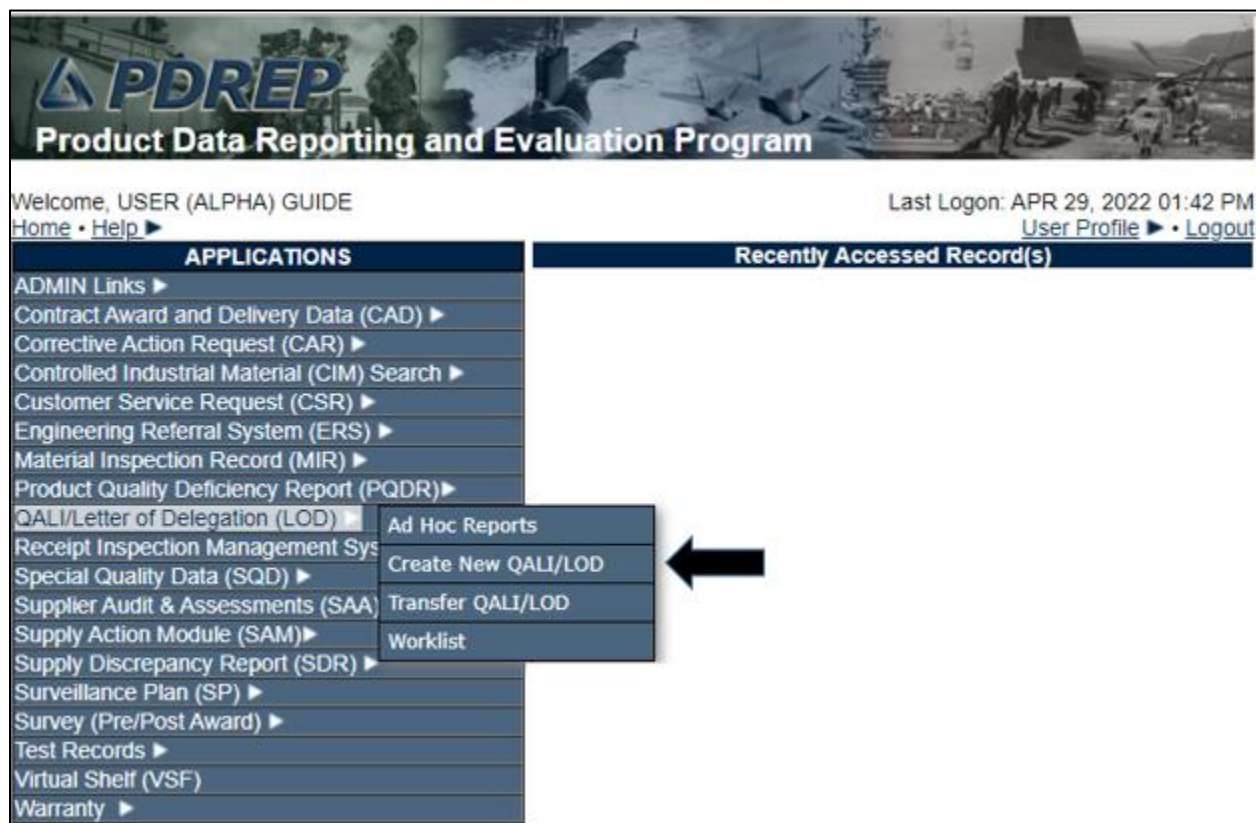 PDREP
Product Data Reporting and Evaluation Program
Welcome, USER (ALPHA) GUIDE
Last Logon: APR 29, 2022 01:42 PM
Home • Help ▶
User Profile ▶ • Logout
APPLICATIONS
Recently Accessed Record(s)
ADMIN Links ▶
Contract Award and Delivery Data (CAD) ▶
Corrective Action Request (CAR) ▶
Controlled Industrial Material (CIM) Search ▶
Customer Service Request (CSR) ▶
Engineering Referral System (ERS) ▶
Material Inspection Record (MIR) ▶
Product Quality Deficiency Report (PQDR)▶
QALI/Letter of Delegation (LOD) ▶
Ad Hoc Reports
Create New QALI/LOD
Transfer QALI/LOD
Worklist
Receipt Inspection Management Sys
Special Quality Data (SQD) ▶
Supplier Audit & Assessments (SAA)
Supply Action Module (SAM)▶
Supply Discrepancy Report (SDR) ▶
Surveillance Plan (SP) ▶
Survey (Pre/Post Award) ▶
Test Records ▶
Virtual Shelf (VSF)
Warranty ▶